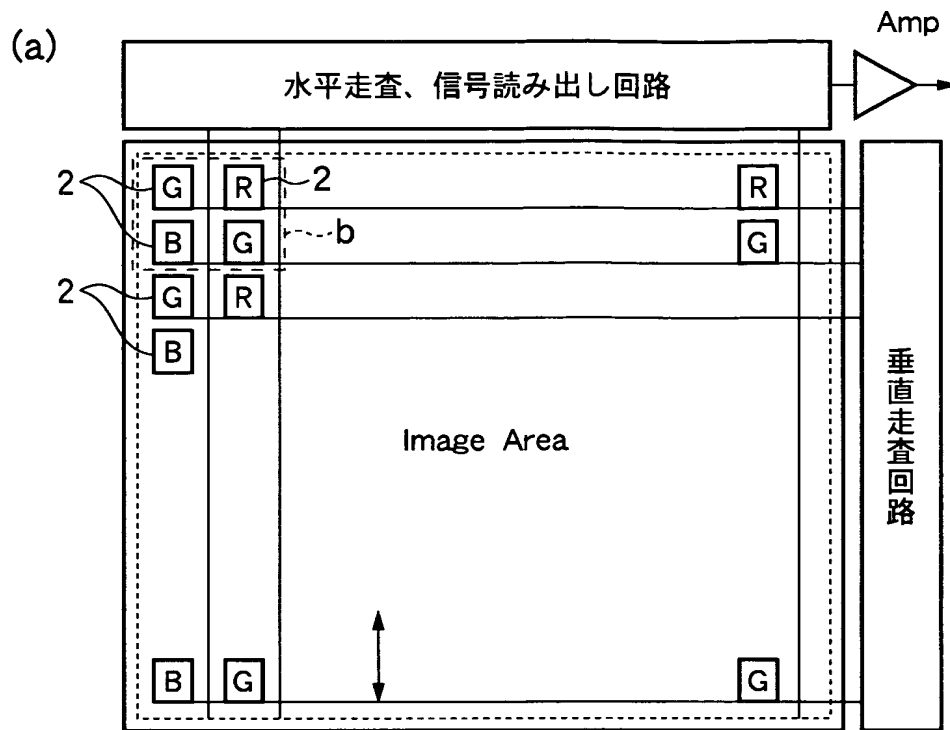 (a)
Amp
水平走査、信号読み出し回路
2 G R 2 R
B G b G
2 G R
B
Image Area
垂直走査回路
B G G